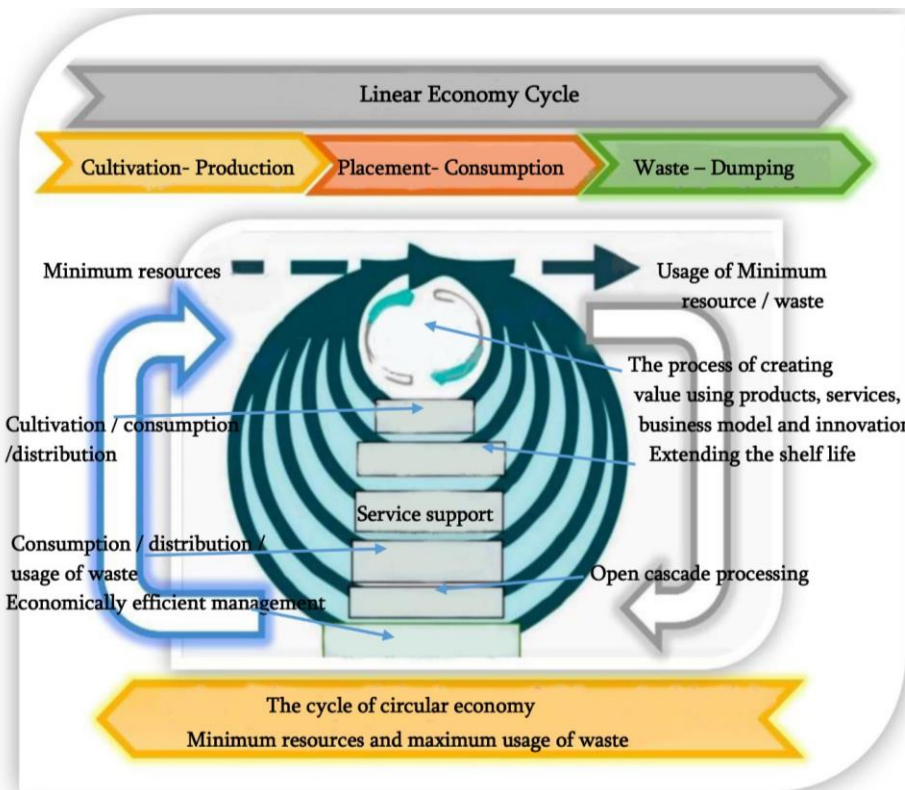 Linear Economy Cycle
Cultivation- Production
Placement- Consumption
Waste – Dumping
Minimum resources
Usage of Minimum
resource / waste
The process of creating
value using products, services,
business model and innovation
Extending the shelf life
Cultivation / consumption
/distribution
Service support
Consumption / distribution /
usage of waste
Economically efficient management
Open cascade processing
The cycle of circular economy
Minimum resources and maximum usage of waste